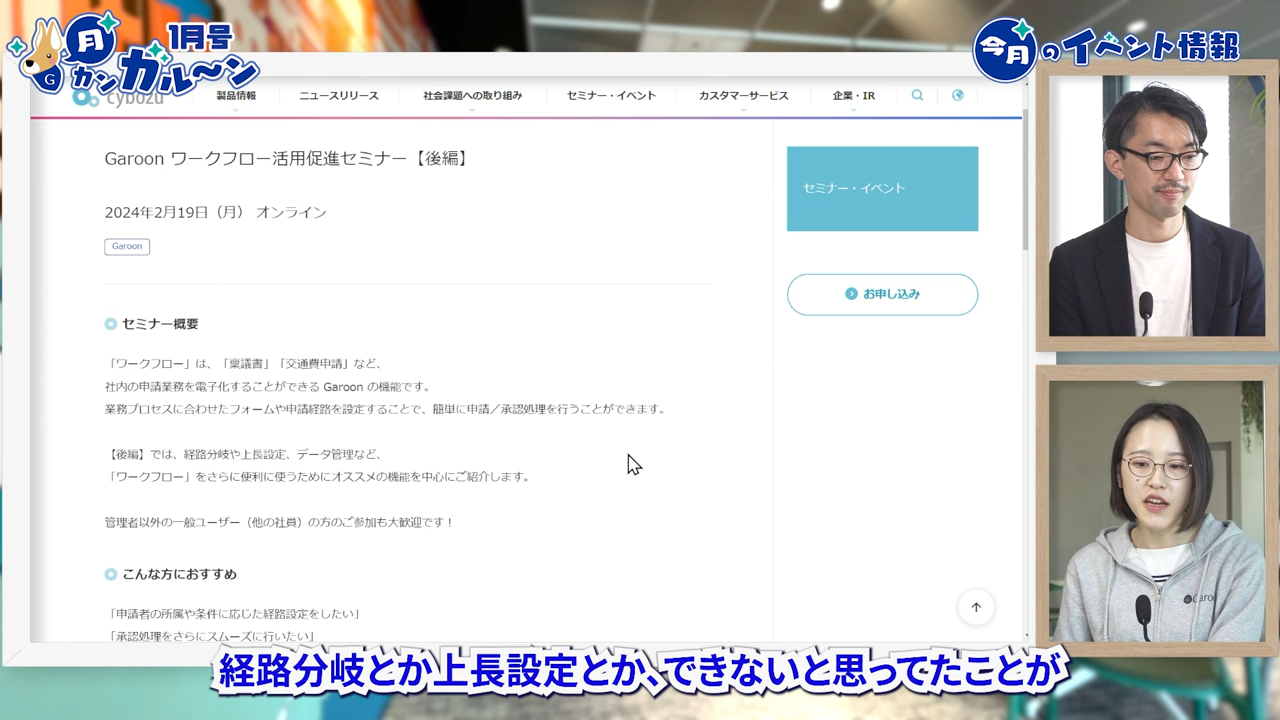 月
1月号
G
カンガル〜ン
今月のイベント情報
cybozu
製品情報
ニュースリリース
社会課題への取り組み
セミナー・イベント
カスタマーサービス
企業・IR
Garoon ワークフロー活用促進セミナー【後編】
2024年2月19日（月） オンライン
Garoon
セミナー・イベント
お申し込み
セミナー概要
「ワークフロー」は、「稟議書」「交通費申請」など、
社内の申請業務を電子化することができる Garoon の機能です。
業務プロセスに合わせたフォームや申請経路を設定することで、簡単に申請／承認処理を行うことができます。
【後編】では、経路分岐や上長設定、データ管理など、
「ワークフロー」をさらに便利に使うためにオススメの機能を中心にご紹介します。
管理者以外の一般ユーザー（他の社員）の方のご参加も大歓迎です！
こんな方におすすめ
「申請者の所属や条件に応じた経路設定をしたい」
「承認処理をさらにスムーズに行いたい」
経路分岐とか上長設定とか、できないと思ってたことが